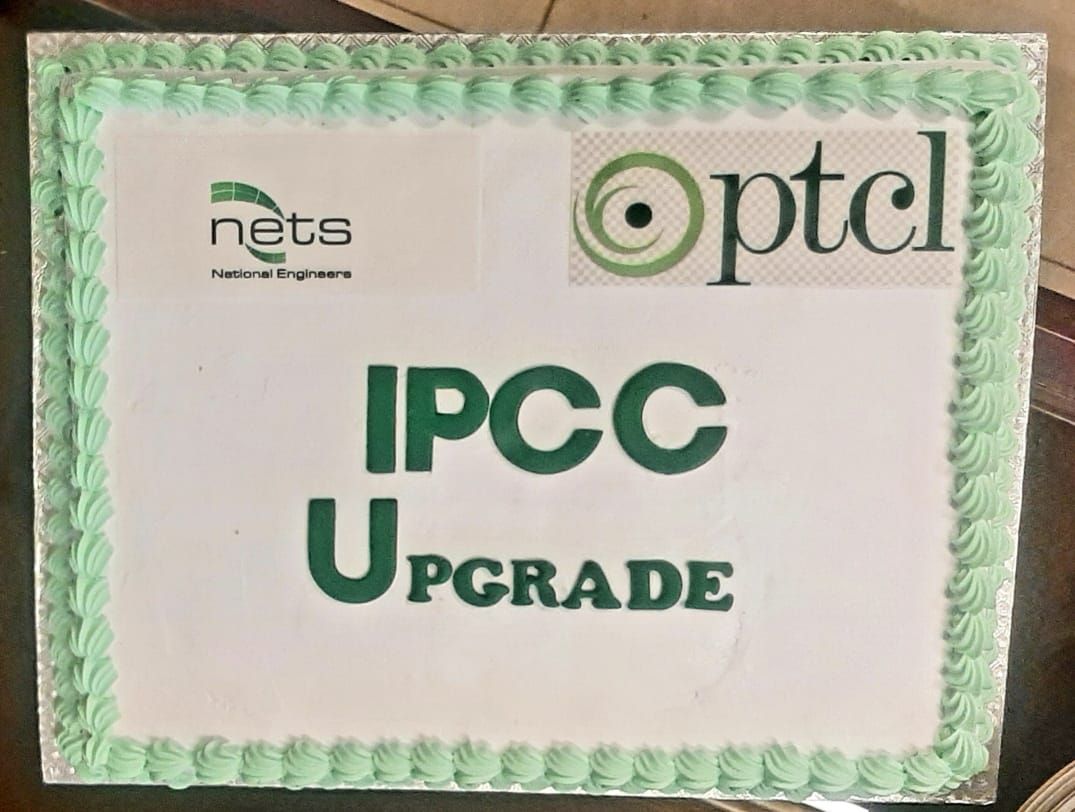 nets
National Engineers
ptcl
IPCC
UPGRADE